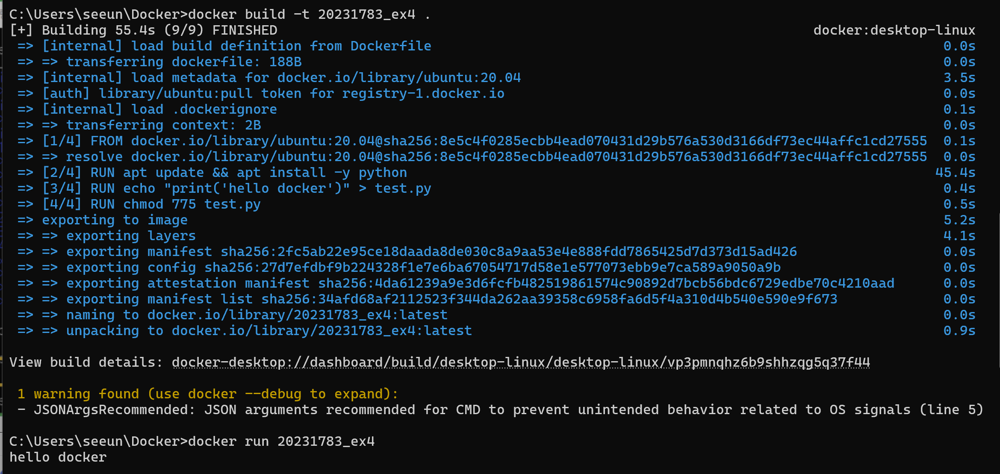 C:\Users\seeun\Docker>docker build -t 20231783_ex4 .
[+] Building 55.4s (9/9) FINISHED docker:desktop-linux
=> [internal] load build definition from Dockerfile 0.0s
=> => transferring dockerfile: 188B 0.0s
=> [internal] load metadata for docker.io/library/ubuntu:20.04 3.5s
=> [auth] library/ubuntu:pull token for registry-1.docker.io 0.0s
=> [internal] load .dockerignore 0.1s
=> => transferring context: 2B 0.0s
=> [1/4] FROM docker.io/library/ubuntu:20.04@sha256:8e5c4f0285ecbb4ead070431d29b576a530d3166df73ec44affc1cd27555 0.1s
=> => resolve docker.io/library/ubuntu:20.04@sha256:8e5c4f0285ecbb4ead070431d29b576a530d3166df73ec44affc1cd27555 0.0s
=> [2/4] RUN apt update && apt install -y python 45.4s
=> [3/4] RUN echo "print('hello docker')" > test.py 0.4s
=> [4/4] RUN chmod 775 test.py 0.5s
=> exporting to image 5.2s
=> => exporting layers 4.1s
=> => exporting manifest sha256:2fc5ab22e95ce18daada8de030c8a9aa53e4e888fdd7865425d7d373d15ad426 0.0s
=> => exporting config sha256:27d7efdbf9b224328f1e7e6ba67054717d58e1e577073ebb9e7ca589a9050a9b 0.0s
=> => exporting attestation manifest sha256:4da61239a9e3d6fcfb482519861574c90892d7bcb56bdc6729edbe70c4210aad 0.0s
=> => exporting manifest list sha256:34afd68af2112523f344da262aa39358c6958fa6d5f4a310d4b540e590e9f673 0.0s
=> => naming to docker.io/library/20231783_ex4:latest 0.0s
=> => unpacking to docker.io/library/20231783_ex4:latest 0.9s
View build details: docker-desktop://dashboard/build/desktop-linux/desktop-linux/vp3pmnqhz6b9shhzqg5q37f44
1 warning found (use docker --debug to expand):
- JSONArgsRecommended: JSON arguments recommended for CMD to prevent unintended behavior related to OS signals (line 5)
C:\Users\seeun\Docker>docker run 20231783_ex4
hello docker